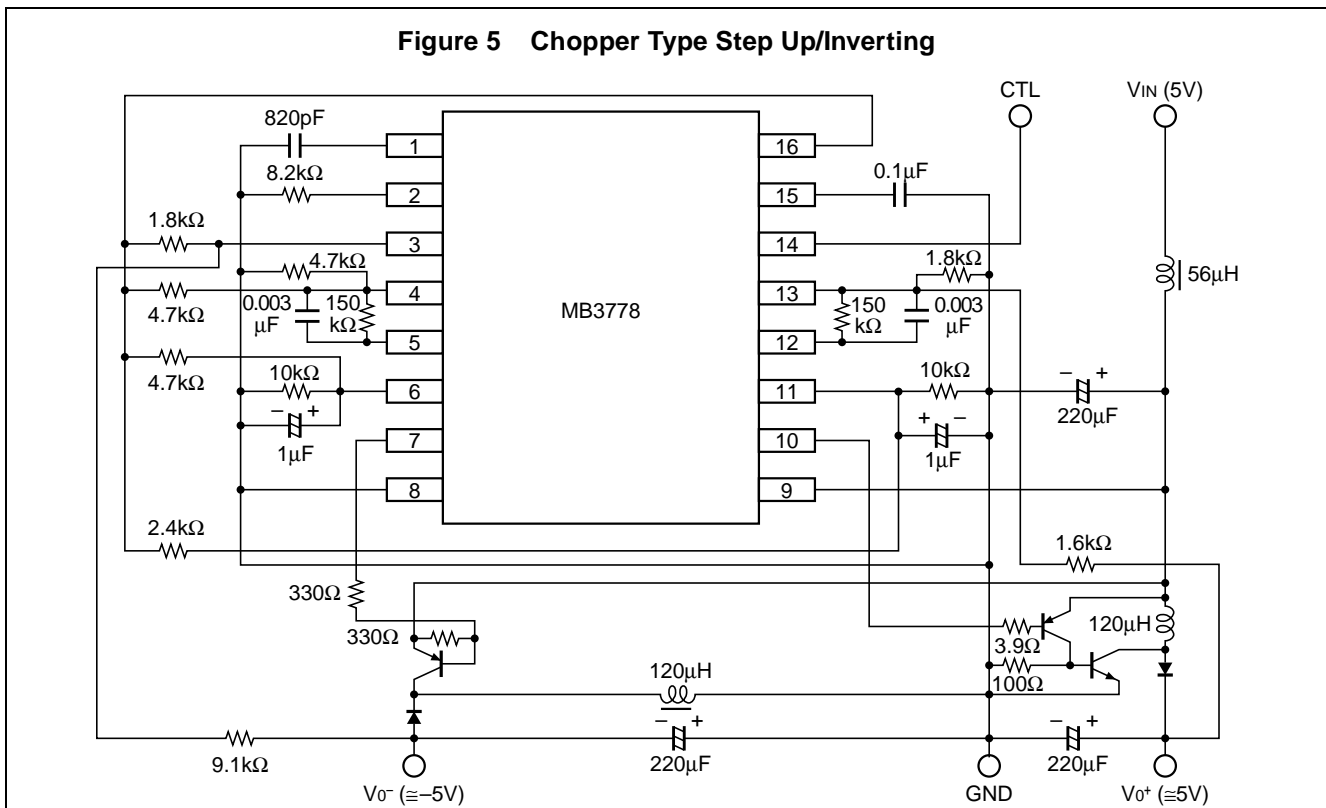 Figure 5 Chopper Type Step Up/Inverting
CTL
VIN (5V)
820pF
1
16
8.2kΩ
0.1µF
2
15
1.8kΩ
3
14
4.7kΩ
1.8kΩ
56µH
4
13
4.7kΩ
0.003
µF
150
kΩ
MB3778
150
kΩ
0.003
µF
5
12
4.7kΩ
10kΩ
10kΩ
– +
220µF
6
11
– +
1µF
+ –
1µF
7
10
8
9
2.4kΩ
1.6kΩ
330Ω
330Ω
120µH
3.9Ω
100Ω
120µH
– +
220µF
– +
220µF
9.1kΩ
V0- (≅–5V)
GND
V0+ (≅5V)